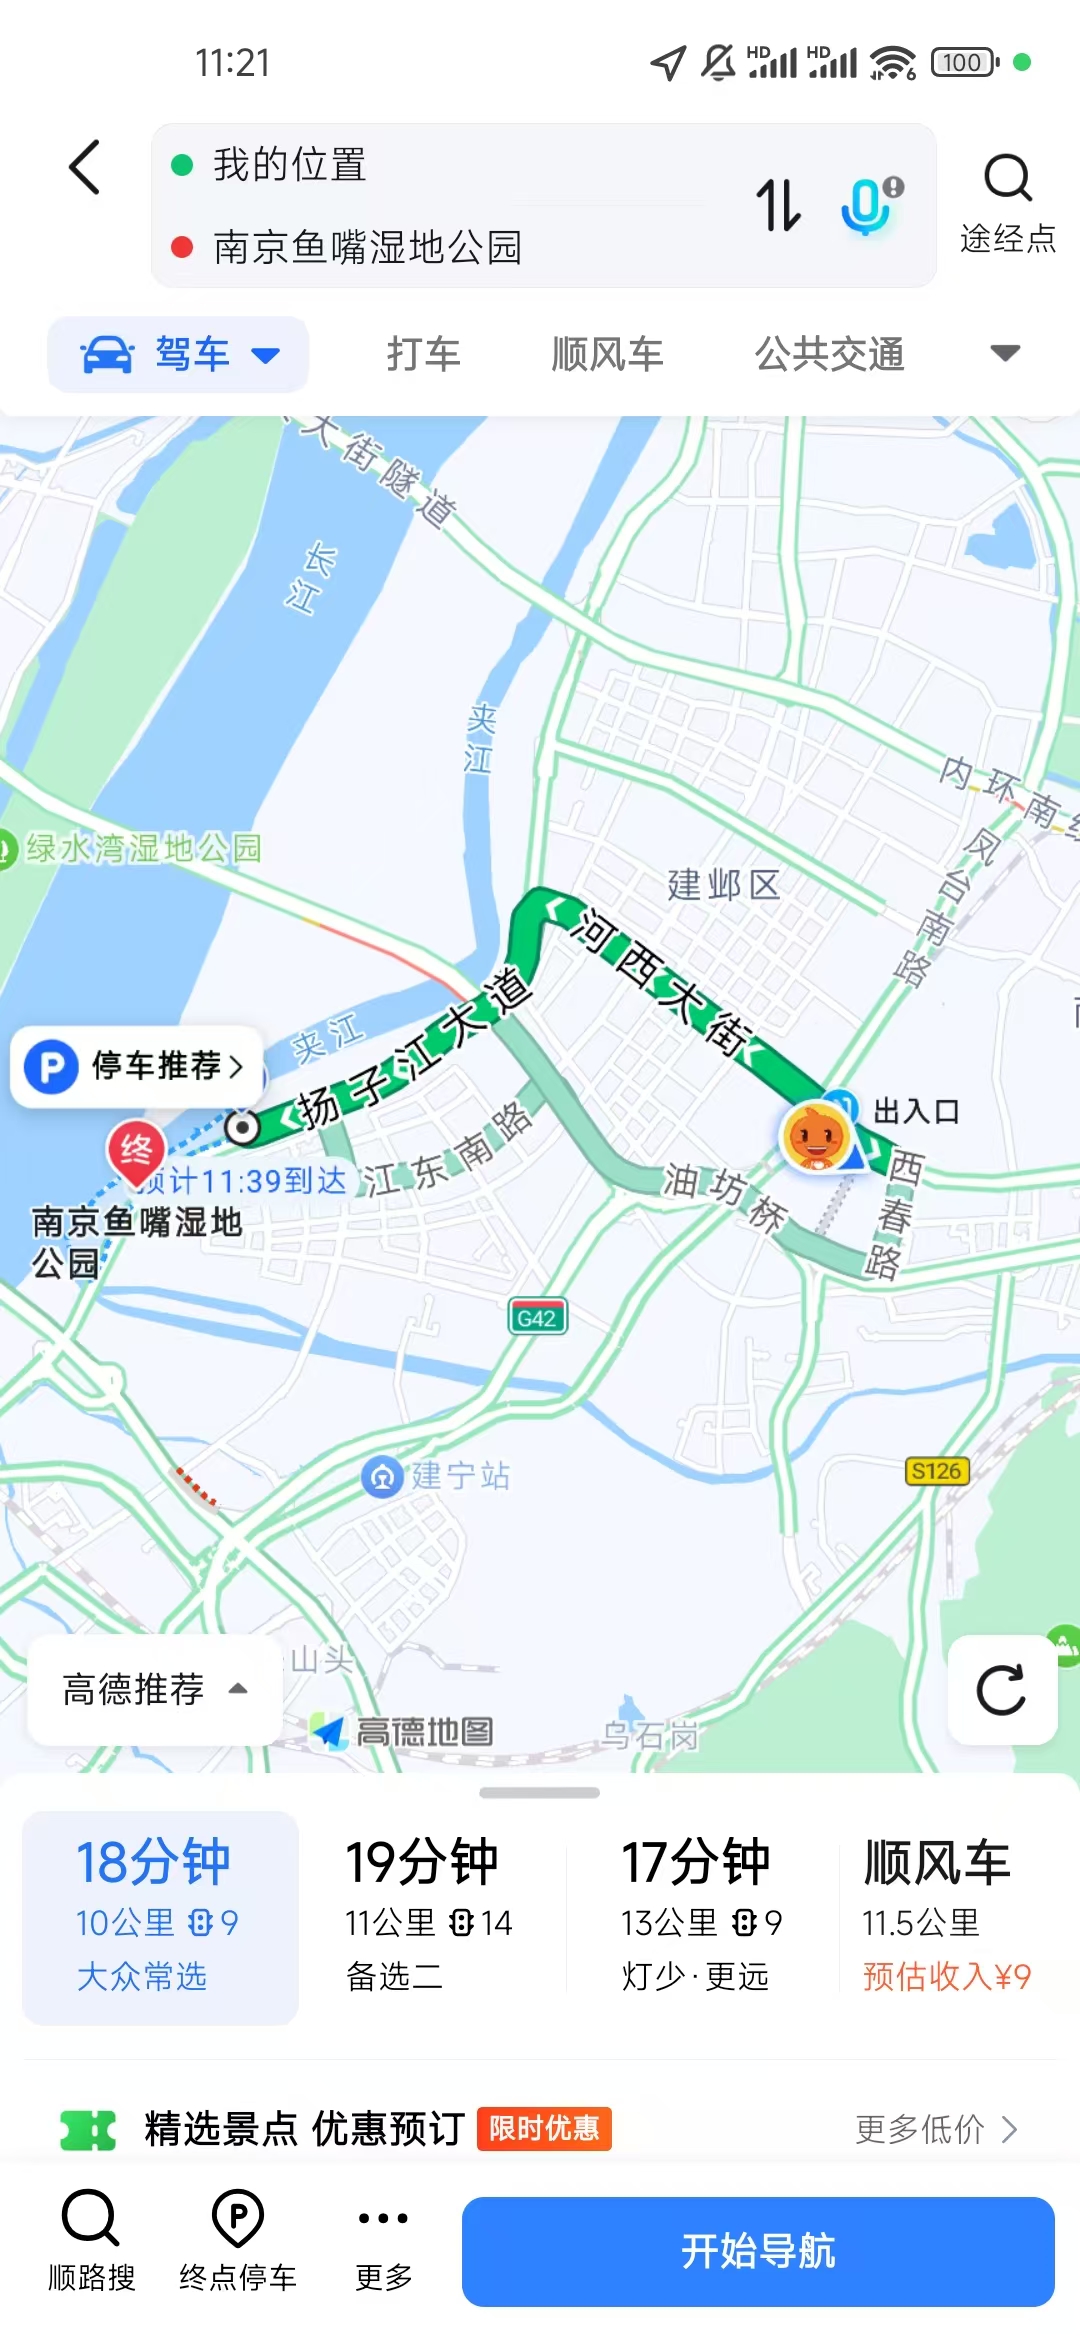 11:21
HD
HD
6
100
我的位置
南京鱼嘴湿地公园
途经点
驾车
打车
顺风车
公共交通
大街隧道
长江
夹江
内环南线
凤台南路
绿水湾湿地公园
建邺区
河西大街
扬子江大道
夹江
P 停车推荐>
出入口
终
预计11:39到达
江东南路
油坊桥
西春路
南京鱼嘴湿地
公园
G42
建宁站
S126
高德推荐
山头
高德地图
乌石岗
18分钟
10公里 9
大众常选
19分钟
11公里 14
备选二
17分钟
13公里 9
灯少·更远
顺风车
11.5公里
预估收入¥9
精选景点 优惠预订 限时优惠
更多低价 >
顺路搜
P
终点停车
更多
开始导航